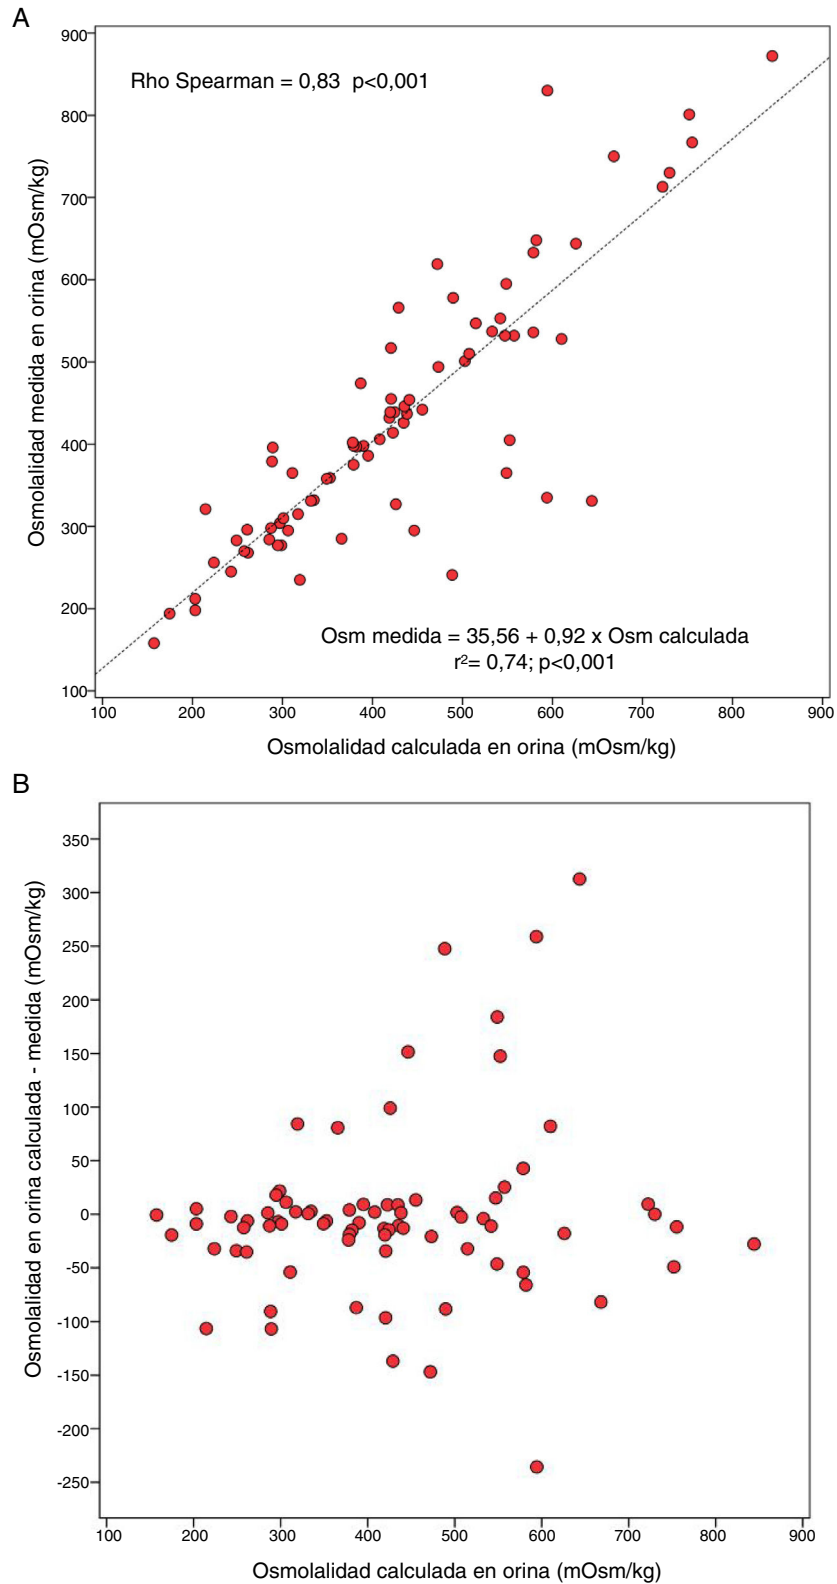 A
Rho Spearman = 0,83 p<0,001
Osmolalidad medida en orina (mOsm/kg)
900
800
700
600
500
400
300
200
100
Osm medida = 35,56 + 0,92 x Osm calculada
r²= 0,74; p<0,001
100 200 300 400 500 600 700 800 900
Osmolalidad calculada en orina (mOsm/kg)
B
Osmolalidad en orina calculada - medida (mOsm/kg)
350
300
250
200
150
100
50
0
-50
-100
-150
-200
-250
100 200 300 400 500 600 700 800 900
Osmolalidad calculada en orina (mOsm/kg)